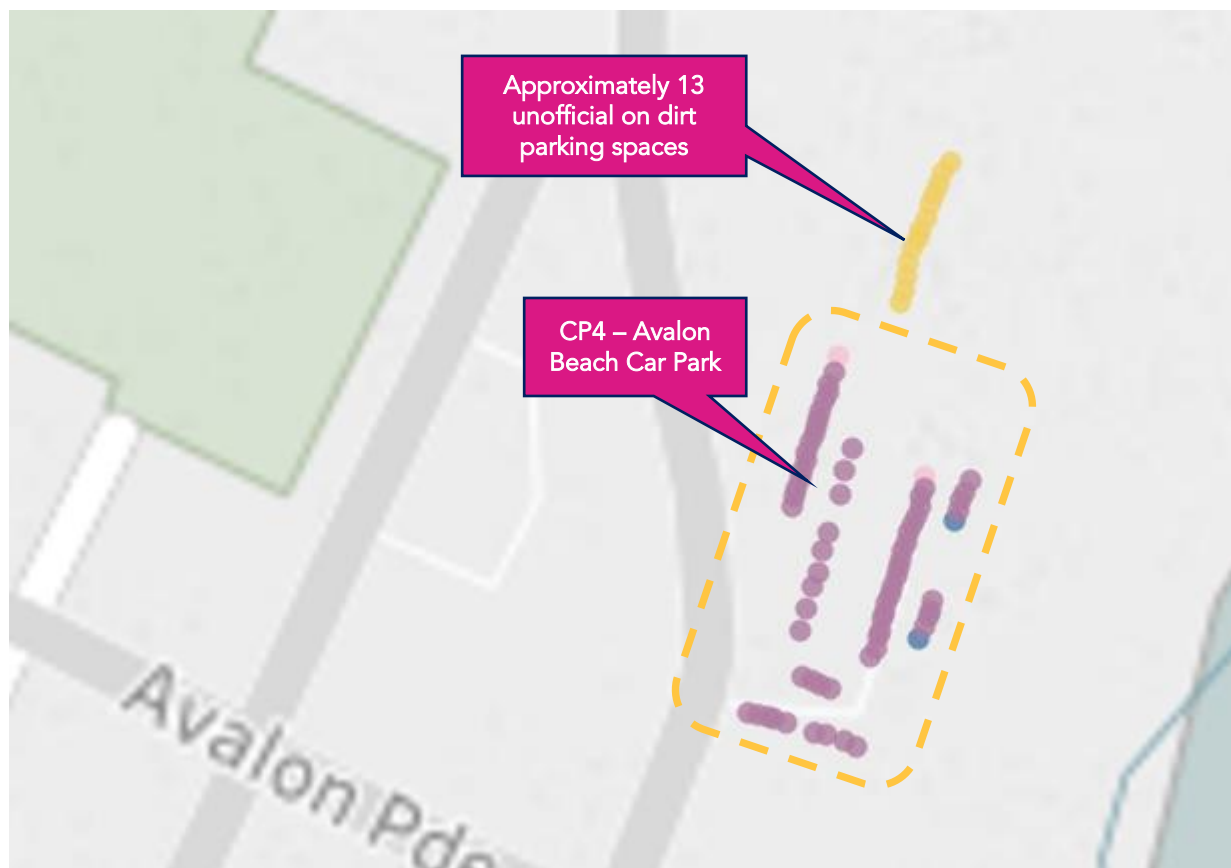 Approximately 13
unofficial on dirt
parking spaces
CP4 – Avalon
Beach Car Park
Avalon Pde